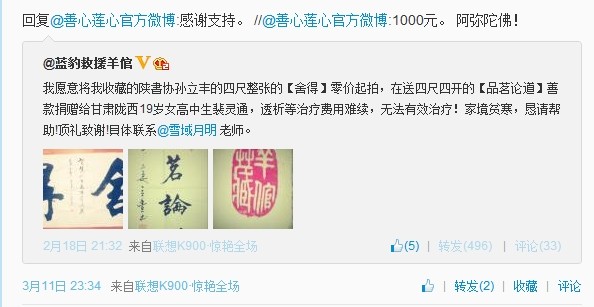 回复@善心莲心官方微博:感谢支持。 //@善心莲心官方微博:1000元。 阿弥陀佛！
@蓝豹救援羊倌
我愿意将我收藏的陕書协孙立丰的四尺整张的【舍得】零价起拍，在送四尺四开的【品茗论道】善
款捐赠给甘肃陇西19岁女高中生裴灵通，透析等治疗费用难续，无法有效治疗！家境贫寒，恳请帮
助!顶礼致谢!具体联系@雪域月明 老师。
得 舍
茗論
羊倌藏
2月18日 21:32 来自联想K900·惊艳全场 (5) | 转发(496) | 评论(33)
3月11日 23:34 来自联想K900·惊艳全场 | 转发(2) | 收藏 | 评论